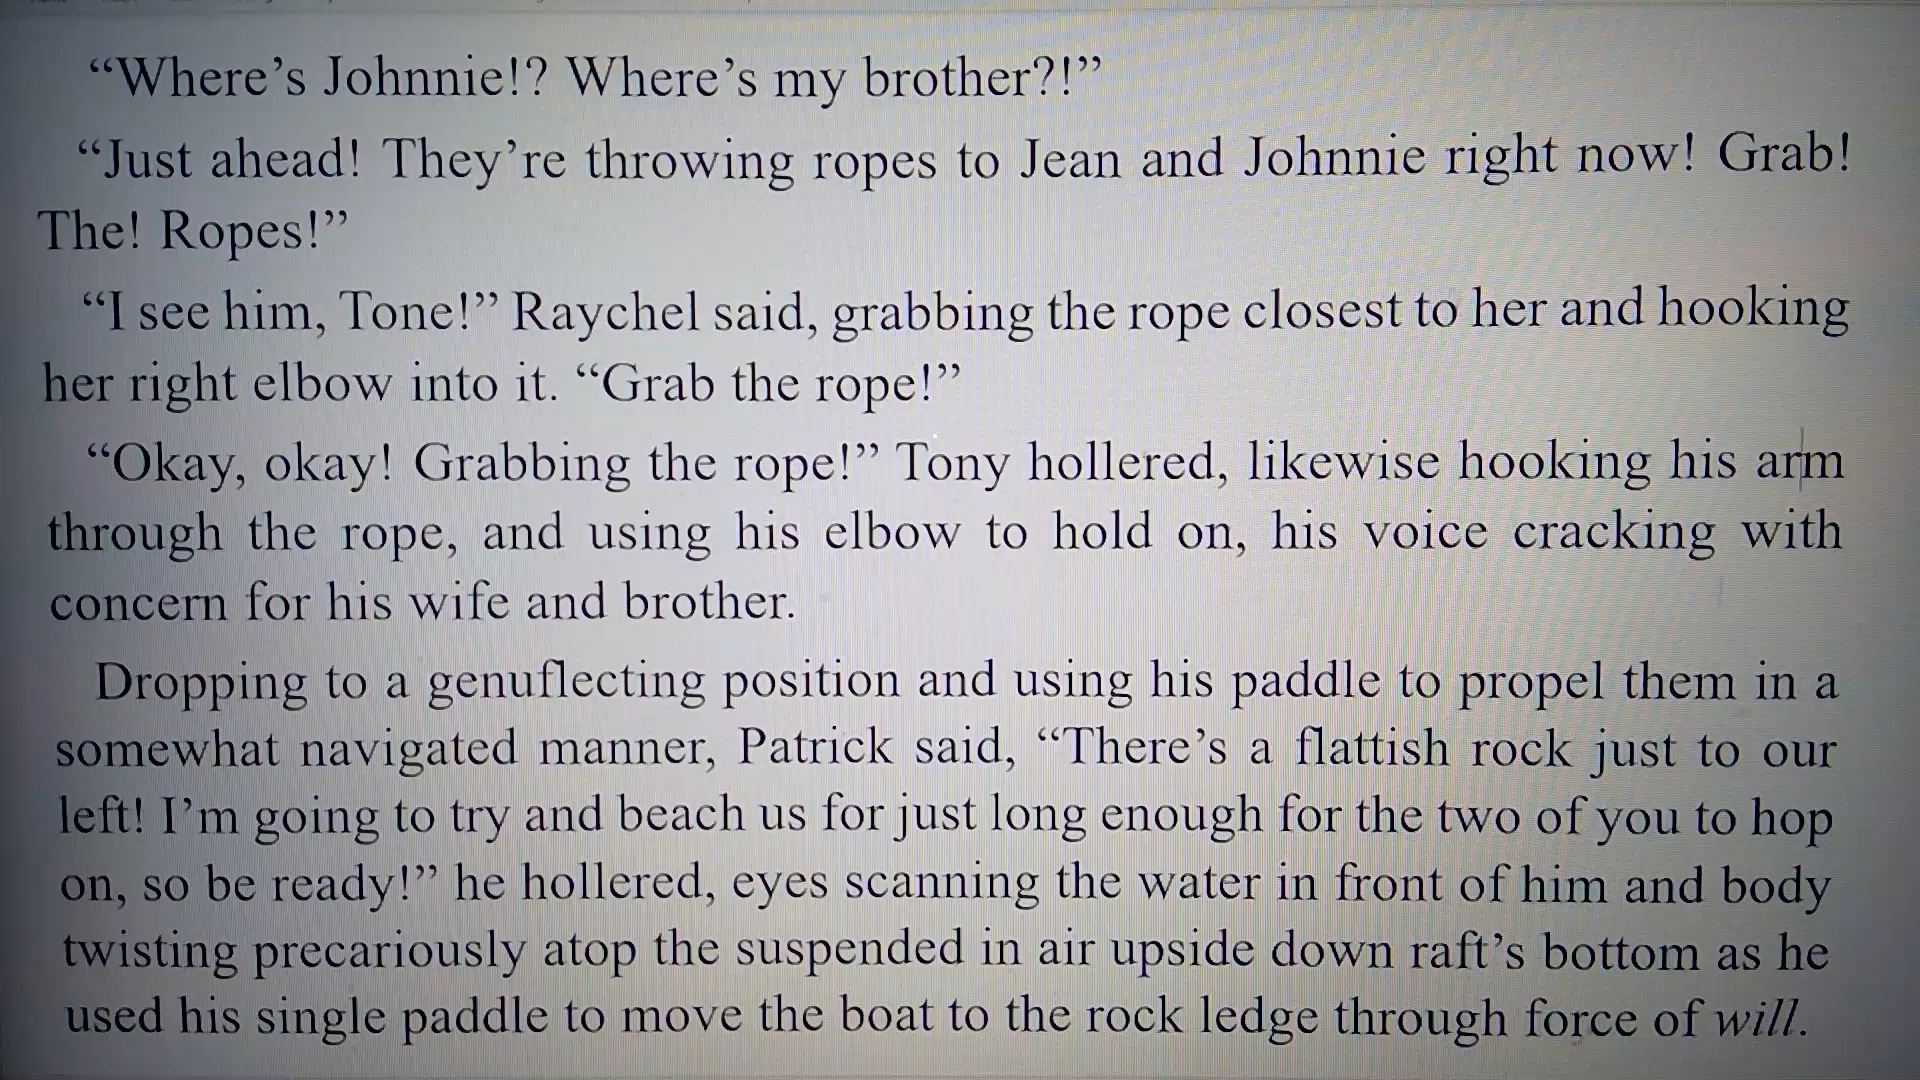 “Where’s Johnnie!? Where’s my brother?!”
“Just ahead! They’re throwing ropes to Jean and Johnnie right now! Grab!
The! Ropes!”
“I see him, Tone!” Raychel said, grabbing the rope closest to her and hooking
her right elbow into it. “Grab the rope!”
“Okay, okay! Grabbing the rope!” Tony hollered, likewise hooking his arm
through the rope, and using his elbow to hold on, his voice cracking with
concern for his wife and brother.
Dropping to a genuflecting position and using his paddle to propel them in a
somewhat navigated manner, Patrick said, “There’s a flattish rock just to our
left! I’m going to try and beach us for just long enough for the two of you to hop
on, so be ready!” he hollered, eyes scanning the water in front of him and body
twisting precariously atop the suspended in air upside down raft’s bottom as he
used his single paddle to move the boat to the rock ledge through force of will.